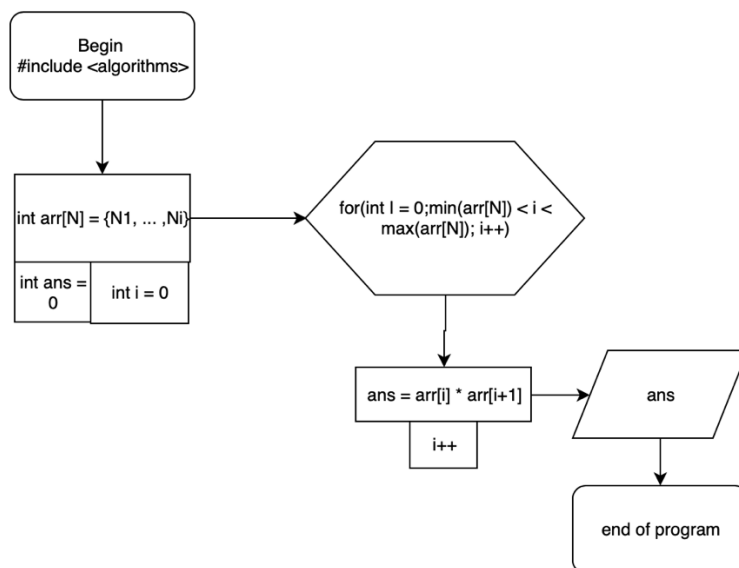 Begin
#include <algorithms>
int arr[N] = {N1, ... ,Ni}
int ans =
0
int i = 0
for(int I = 0;min(arr[N]) < i <
max(arr[N]); i++)
ans = arr[i] * arr[i+1]
i++
ans
end of program